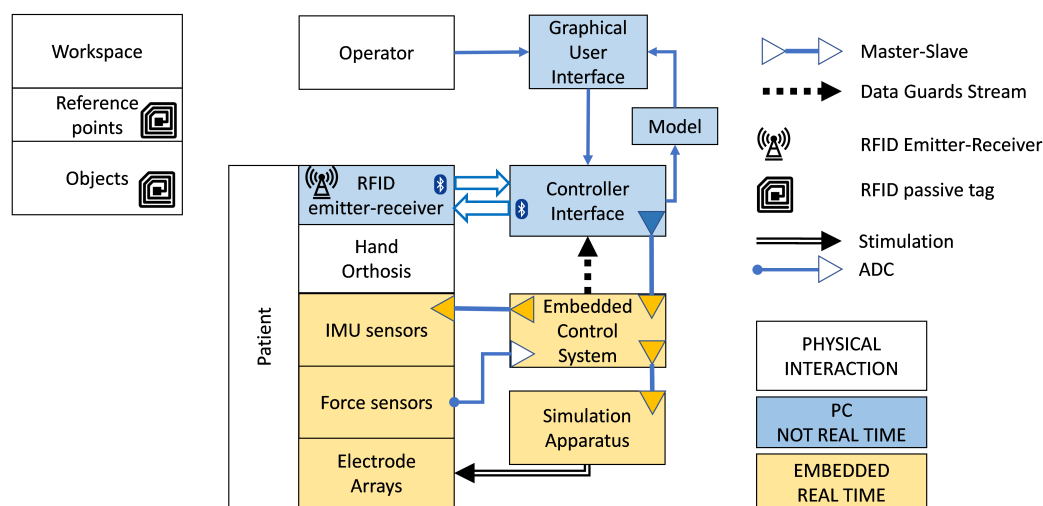 Workspace
Reference
points
Objects
Operator
Graphical
User
Interface
Model
Patient
RFID
emitter-receiver
Controller
Interface
Hand
Orthosis
IMU sensors
Embedded
Control
System
Force sensors
Simulation
Apparatus
Electrode
Arrays
Master-Slave
Data Guards Stream
RFID Emitter-Receiver
RFID passive tag
Stimulation
ADC
PHYSICAL
INTERACTION
PC
NOT REAL TIME
EMBEDDED
REAL TIME